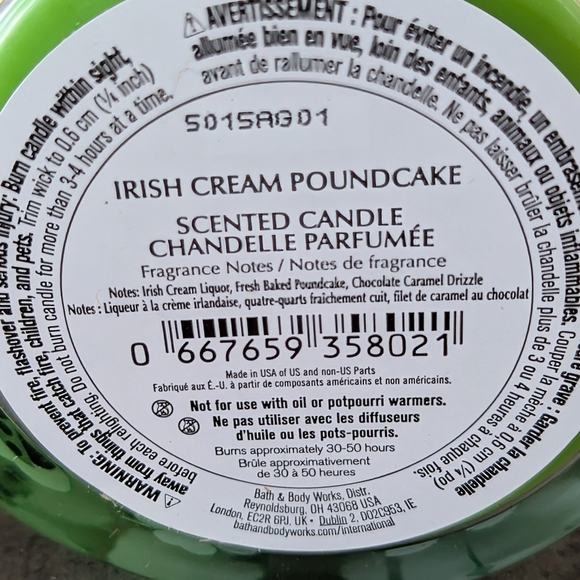 5015AG01
IRISH CREAM POUNDCAKE
SCENTED CANDLE
CHANDELLE PARFUMÉE
Fragrance Notes / Notes de fragrance
Notes: Irish Cream Liquor, Fresh Baked Poundcake, Chocolate Caramel Drizzle
Notes : Liqueur à la crème irlandaise, quatre-quarts fraichement cuit, filet de caramel au chocolat
0 667659 358021
Made in USA of US and non-US Parts
Fabriqué aux É.-U. à partir de composants américains et non américains.
Not for use with oil or potpourri warmers.
Ne pas utiliser avec les diffuseurs
d'huile ou les pots-pourris.
Burns approximately 30-50 hours
Brûle approximativement
de 30 à 50 heures
Bath & Body Works, Distr.
Reynoldsburg, OH 43068 USA
London, EC2R 6PJ, UK • Dublin 2, D02C953, IE
bathandbodyworks.com/international
WARNING: To prevent fire, flashover and serious injury: Burn candle within sight,
away from things that catch fire, children, and pets. Trim wick to 0.6 cm (¼ inch)
before each relighting. Do not burn candle for more than 3-4 hours at a time.
AVERTISSEMENT : Pour éviter un incendie, un embrasement grave : Garder la chandelle
allumée bien en vue, loin des enfants, animaux ou objets inflammables. Couper la mèche à 0,6 cm (¼ po)
avant de rallumer la chandelle. Ne pas laisser brûler la chandelle plus de 3 ou 4 heures à chaque fois.